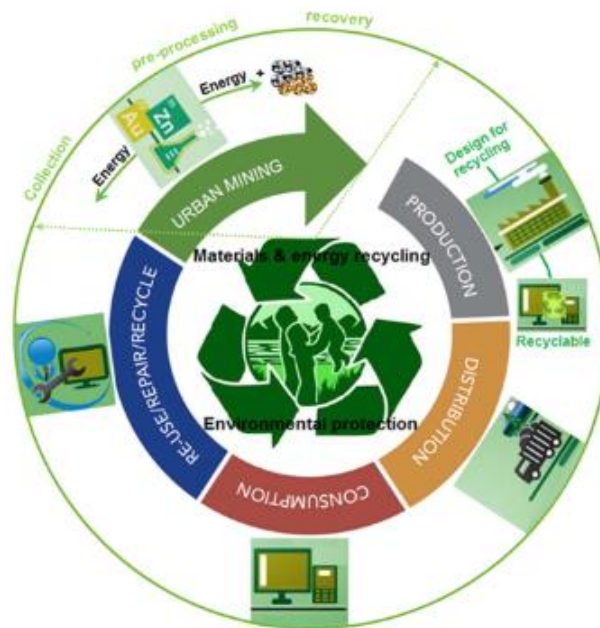 recovery
pre-processing
Collection
Energy +
Au
Zn
Energy
URBAN MINING
Design for
recycling
PRODUCTION
Recyclable
Materials & energy recycling
Environmental protection
DISTRIBUTION
CONSUMPTION
RE-USE/REPAIR/RECYCLE